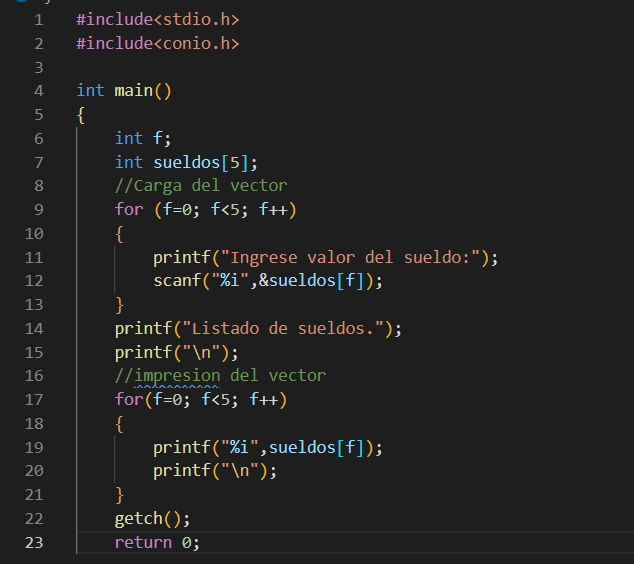 1 #include<stdio.h>
2 #include<conio.h>
3
4 int main()
5 {
6     int f;
7     int sueldos[5];
8     //Carga del vector
9     for (f=0; f<5; f++)
10     {
11         printf("Ingrese valor del sueldo:");
12         scanf("%i",&sueldos[f]);
13     }
14     printf("Listado de sueldos.");
15     printf("\n");
16     //impresion del vector
17     for(f=0; f<5; f++)
18     {
19         printf("%i",sueldos[f]);
20         printf("\n");
21     }
22     getch();
23     return 0;